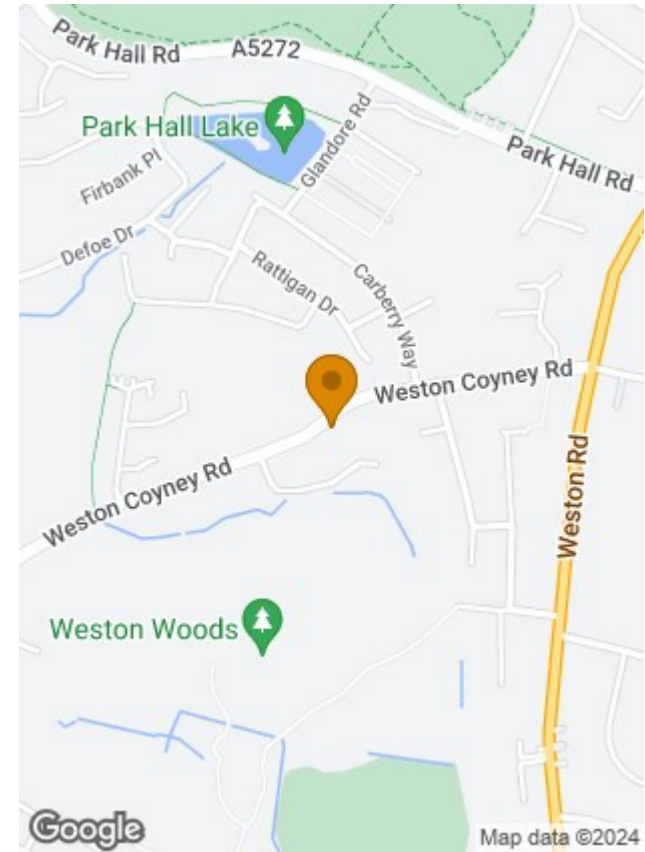 Park Hall Rd
A5272
Park Hall Lake
Glandore Rd
Park Hall Rd
Firbank Pl
Defoe Dr
Rattigan Dr
Carberry Way
Weston Coyney Rd
Weston Coyney Rd
Weston Rd
Weston Woods
Google
Map data ©2024